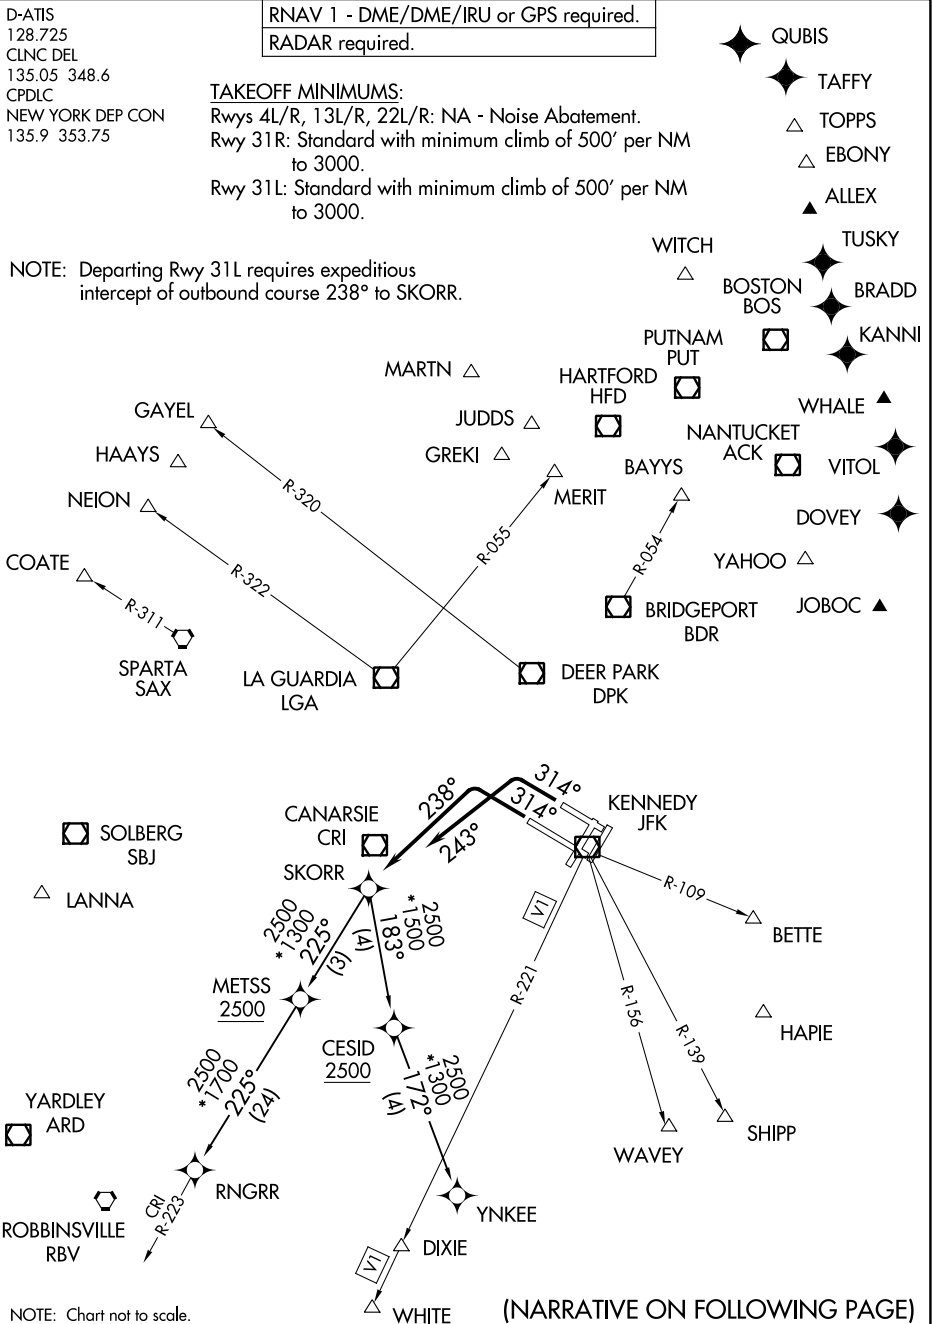 D-ATIS
128.725
CLNC DEL
135.05 348.6
CPDLC
NEW YORK DEP CON
135.9 353.75
RNAV 1 - DME/DME/IRU or GPS required.
RADAR required.
TAKEOFF MINIMUMS:
Rwys 4L/R, 13L/R, 22L/R: NA - Noise Abatement.
Rwy 31R: Standard with minimum climb of 500' per NM
to 3000.
Rwy 31L: Standard with minimum climb of 500' per NM
to 3000.
NOTE: Departing Rwy 31L requires expeditious
intercept of outbound course 238° to SKORR.
QUBIS
TAFFY
TOPPS
EBONY
ALLEX
TUSKY
WITCH
BOSTON
BOS
BRADD
KANNI
PUTNAM
PUT
MARTN
HARTFORD
HFD
WHALE
GAYEL
JUDDS
NANTUCKET
ACK
HAAYS
GREKI
BAYYS
VITOL
NEION
R-320
MERIT
DOVEY
COATE
R-322
R-055
R-054
YAHOO
R-311
BRIDGEPORT
BDR
JOBOC
SPARTA
SAX
LA GUARDIA
LGA
DEER PARK
DPK
238°
314°
314°
243°
KENNEDY
JFK
CANARSIE
CRI
SOLBERG
SBJ
SKORR
LANNA
R-109
BETTE
2500
*1300
225°
(3)
2500
*1500
183°
(4)
V1
R-221
METSS
2500
R-156
R-139
HAPIE
CESID
2500
2500
*1700
225°
(24)
2500
*1300
172°
(4)
YARDLEY
ARD
WAVEY
SHIPP
RNGRR
CRI
R-223
YNKEE
ROBBINSVILLE
RBV
DIXIE
V1
WHITE
NOTE: Chart not to scale.
(NARRATIVE ON FOLLOWING PAGE)